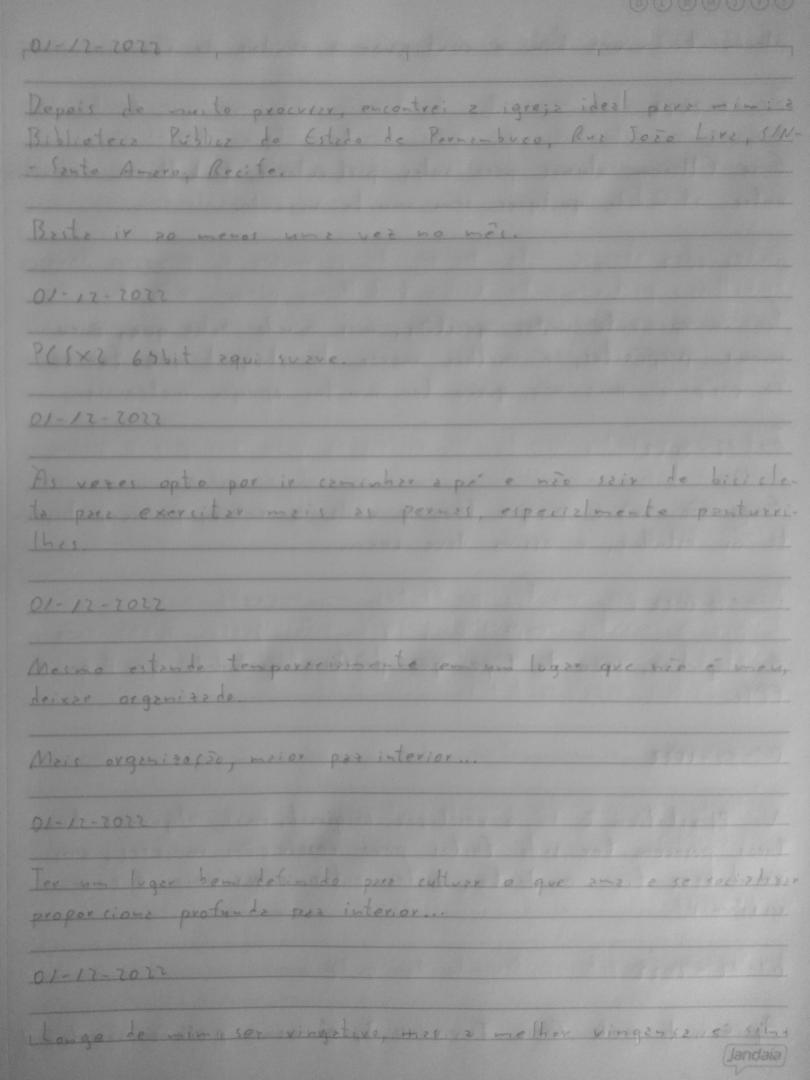 01-12-2022
Depois de muito procurar, encontrei a igreja ideal para mim: a
Biblioteca Pública do Estado de Pernambuco, Rua João Lira, S/N-
- Santo Amaro, Recife.
Basta ir ao menos uma vez no mês.
01-12-2022
PCSX2 64bit aqui suave.
01-12-2022
Às vezes opto por ir caminhar a pé e não sair de bicicle-
ta para exercitar mais as pernas, especialmente panturri-
lhas.
01-12-2022
Mesmo estando temporariamente em um lugar que não é meu,
deixar organizado.
Mais organização, maior paz interior...
01-12-2022
Ter um lugar bem definido para cultuar o que ama e se socializar
proporciona profunda paz interior...
01-12-2022
Longe de mim ser vingativo, mas a melhor vingança é
Jandaia